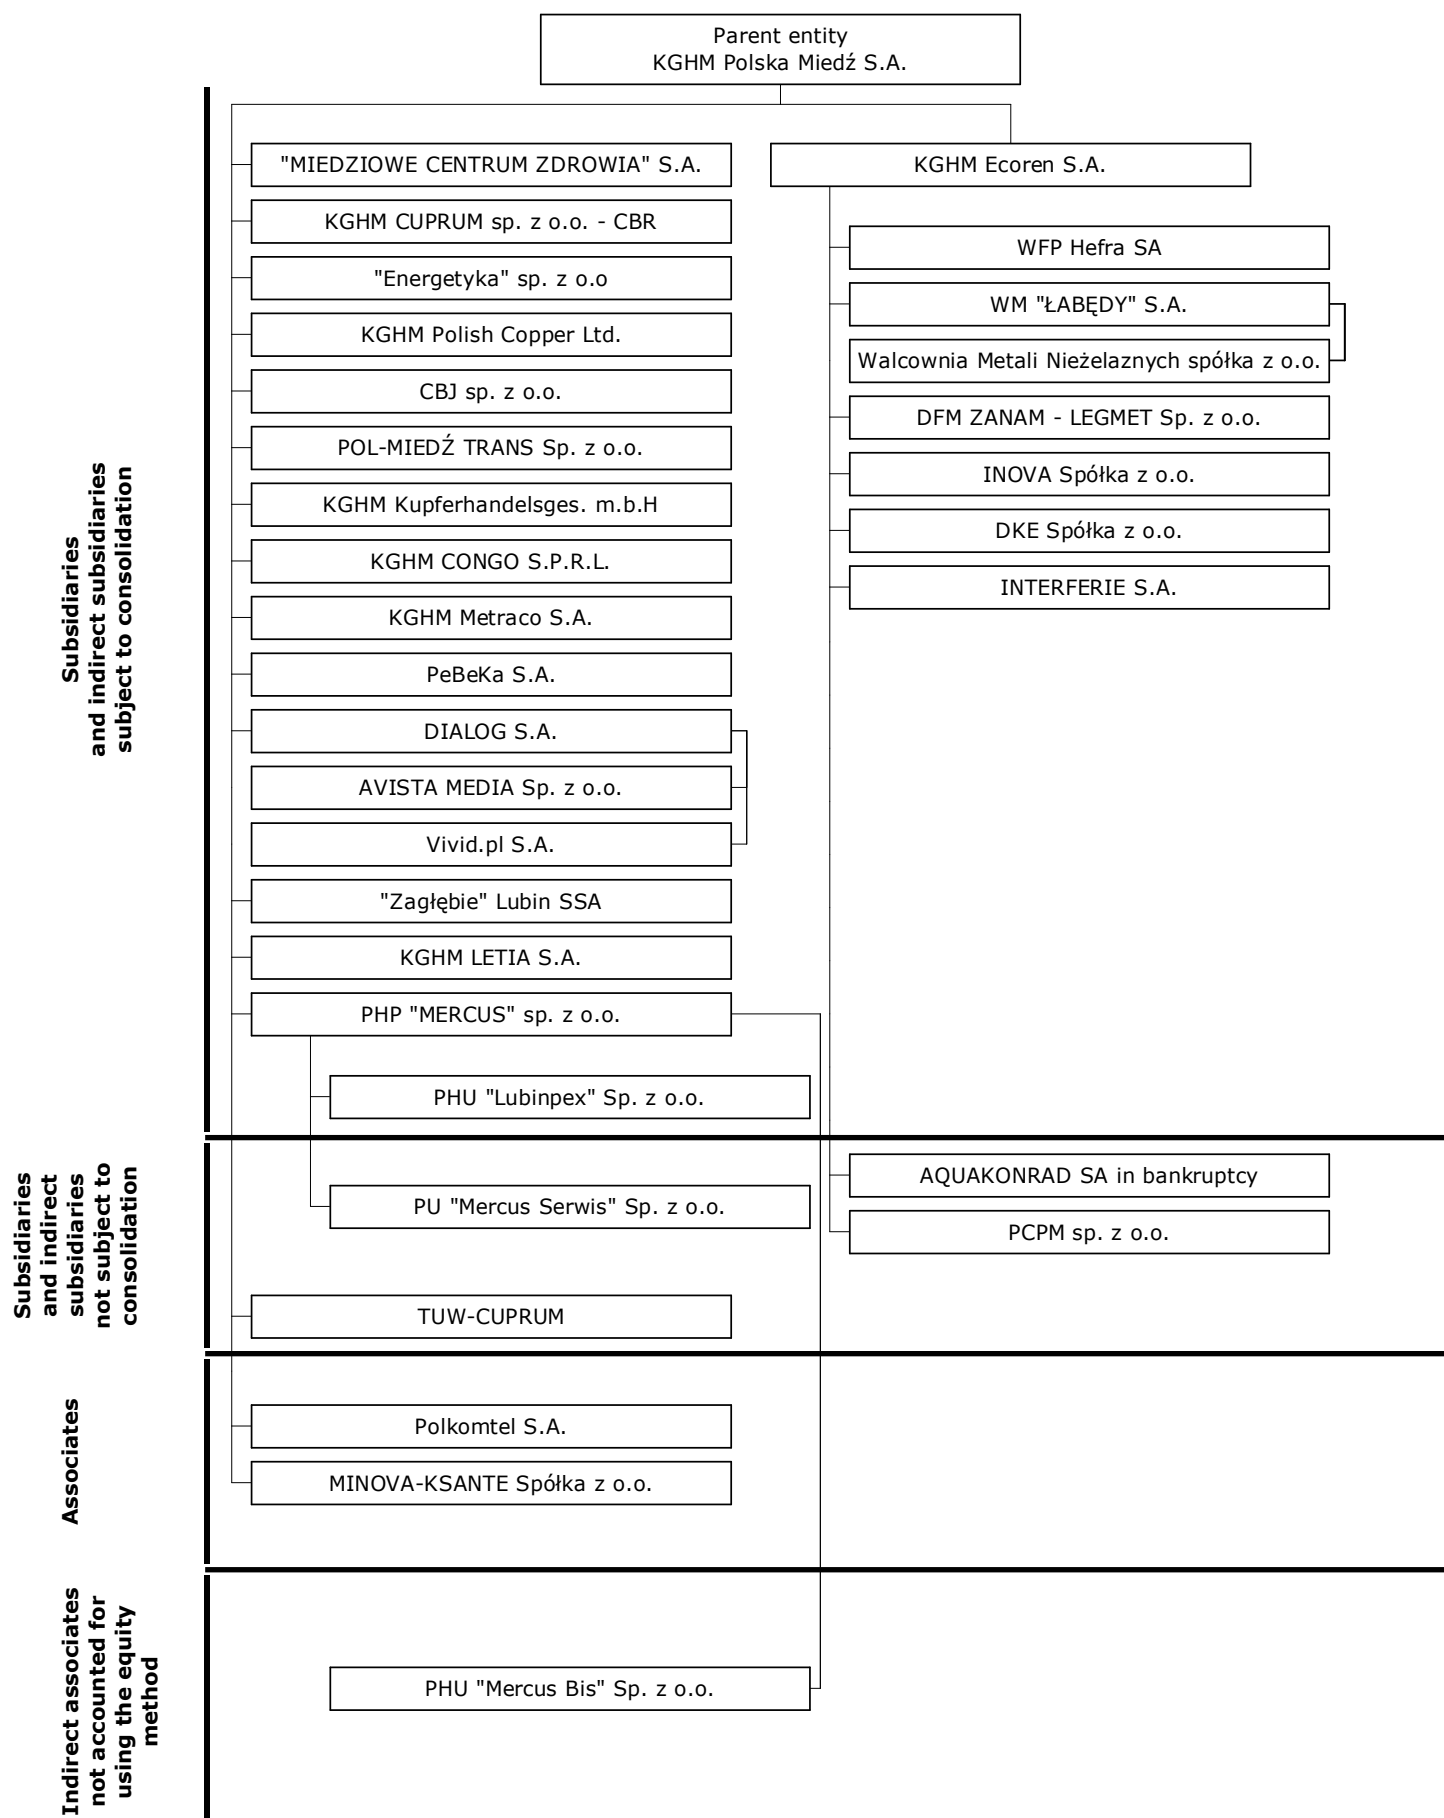 Parent entity
KGHM Polska Miedź S.A.
Subsidiaries
and indirect subsidiaries
subject to consolidation
"MIEDZIOWE CENTRUM ZDROWIA" S.A.
KGHM CUPRUM sp. z o.o. - CBR
"Energetyka" sp. z o.o
KGHM Polish Copper Ltd.
CBJ sp. z o.o.
POL-MIEDŹ TRANS Sp. z o.o.
KGHM Kupferhandelsges. m.b.H
KGHM CONGO S.P.R.L.
KGHM Metraco S.A.
PeBeKa S.A.
DIALOG S.A.
AVISTA MEDIA Sp. z o.o.
Vivid.pl S.A.
"Zagłębie" Lubin SSA
KGHM LETIA S.A.
PHP "MERCUS" sp. z o.o.
PHU "Lubinpex" Sp. z o.o.
KGHM Ecoren S.A.
WFP Hefra SA
WM "ŁABĘDY" S.A.
Walcownia Metali Nieżelaznych spółka z o.o.
DFM ZANAM - LEGMET Sp. z o.o.
INOVA Spółka z o.o.
DKE Spółka z o.o.
INTERFERIE S.A.
Subsidiaries
and indirect
subsidiaries
not subject to
consolidation
PU "Mercus Serwis" Sp. z o.o.
TUW-CUPRUM
AQUAKONRAD SA in bankruptcy
PCPM sp. z o.o.
Associates
Polkomtel S.A.
MINOVA-KSANTE Spółka z o.o.
Indirect associates
not accounted for
using the equity
method
PHU "Mercus Bis" Sp. z o.o.